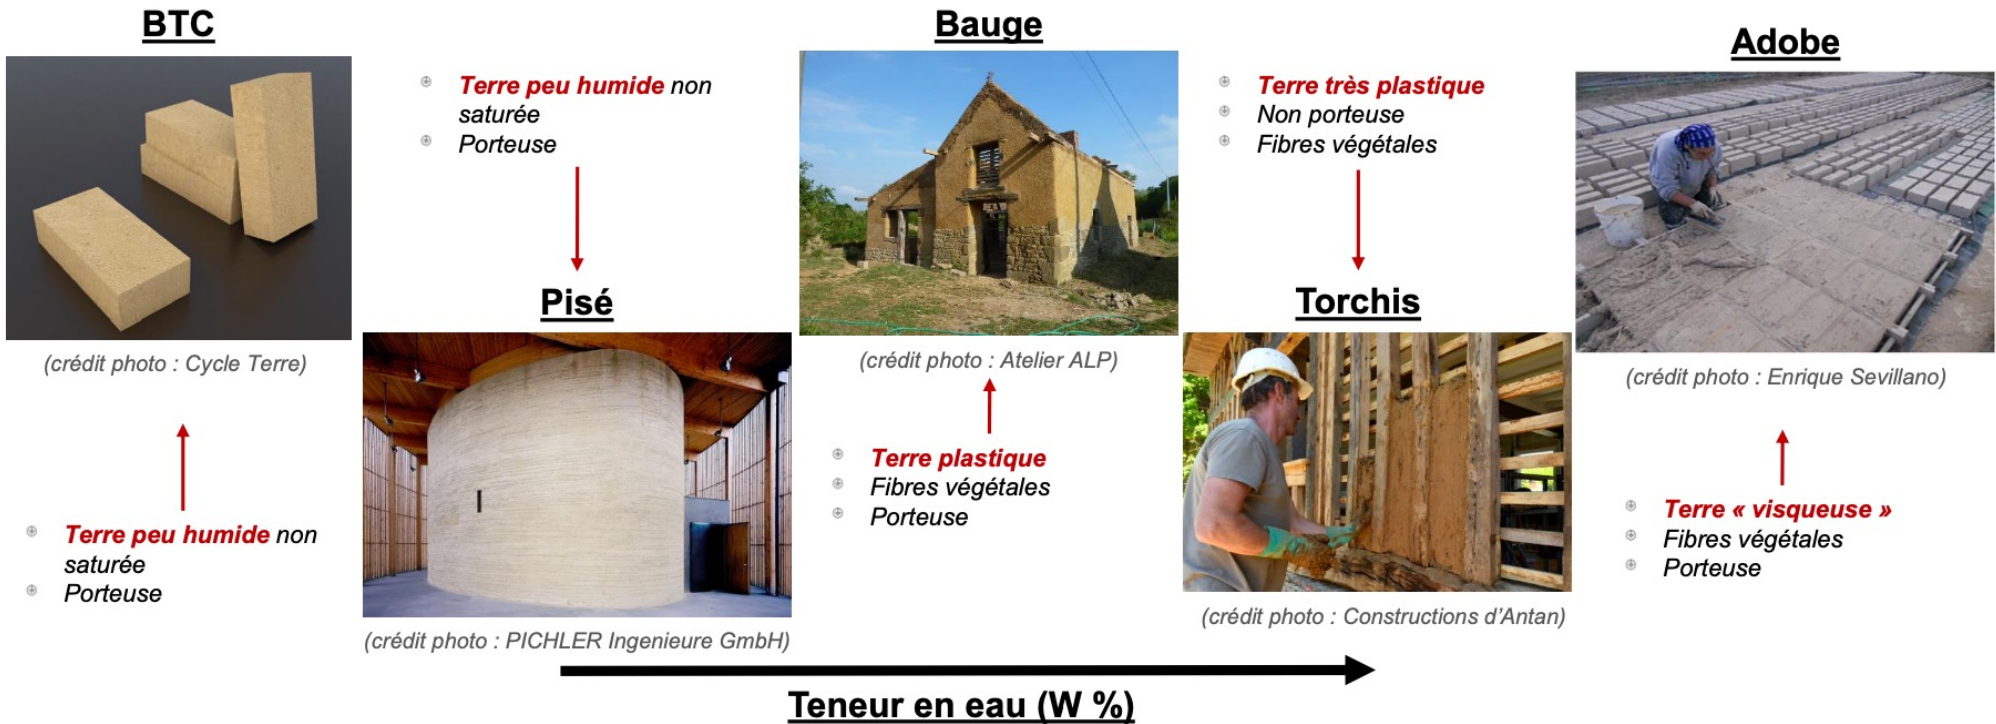 BTC
(crédit photo : Cycle Terre)
Terre peu humide non
saturée
Porteuse
Terre peu humide non
saturée
Porteuse
Pisé
(crédit photo : PICHLER Ingenieure GmbH)
Bauge
(crédit photo : Atelier ALP)
Terre plastique
Fibres végétales
Porteuse
Terre très plastique
Non porteuse
Fibres végétales
Torchis
(crédit photo : Constructions d’Antan)
Adobe
(crédit photo : Enrique Sevillano)
Terre « visqueuse »
Fibres végétales
Porteuse
Teneur en eau (W %)